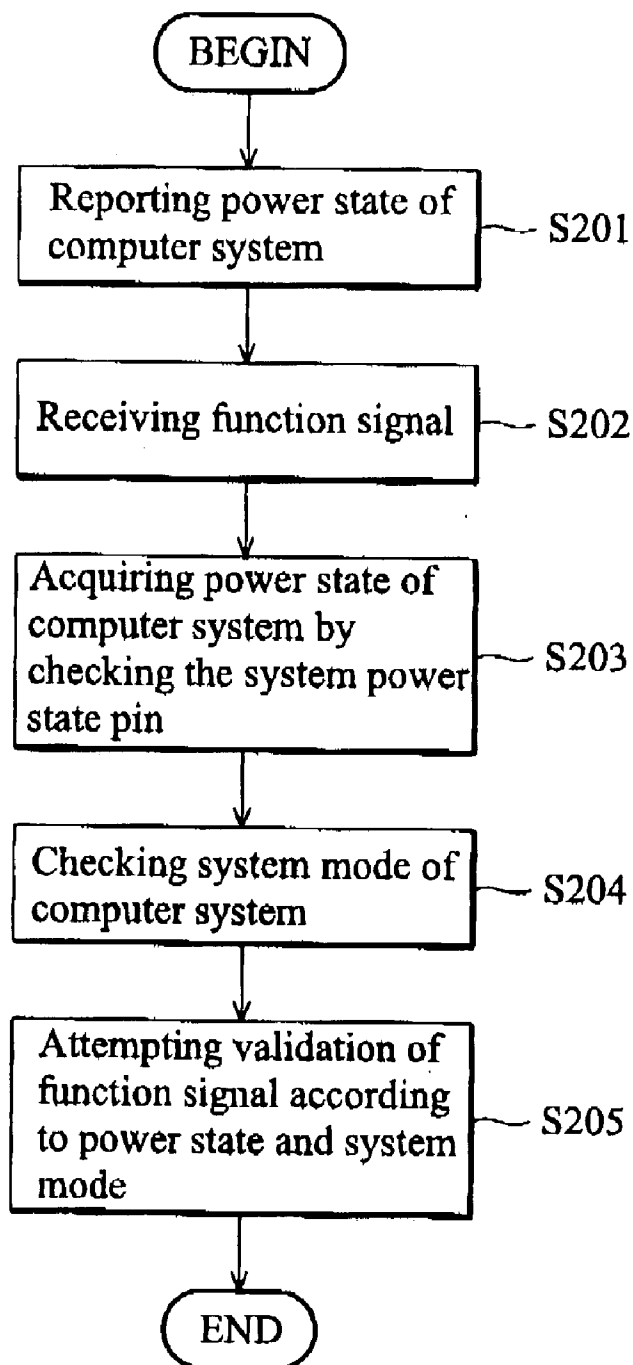 BEGIN
Reporting power state of
computer system
S201
Receiving function signal
S202
Acquiring power state of
computer system by
checking the system power
state pin
S203
Checking system mode of
computer system
S204
Attempting validation of
function signal according
to power state and system
mode
S205
END